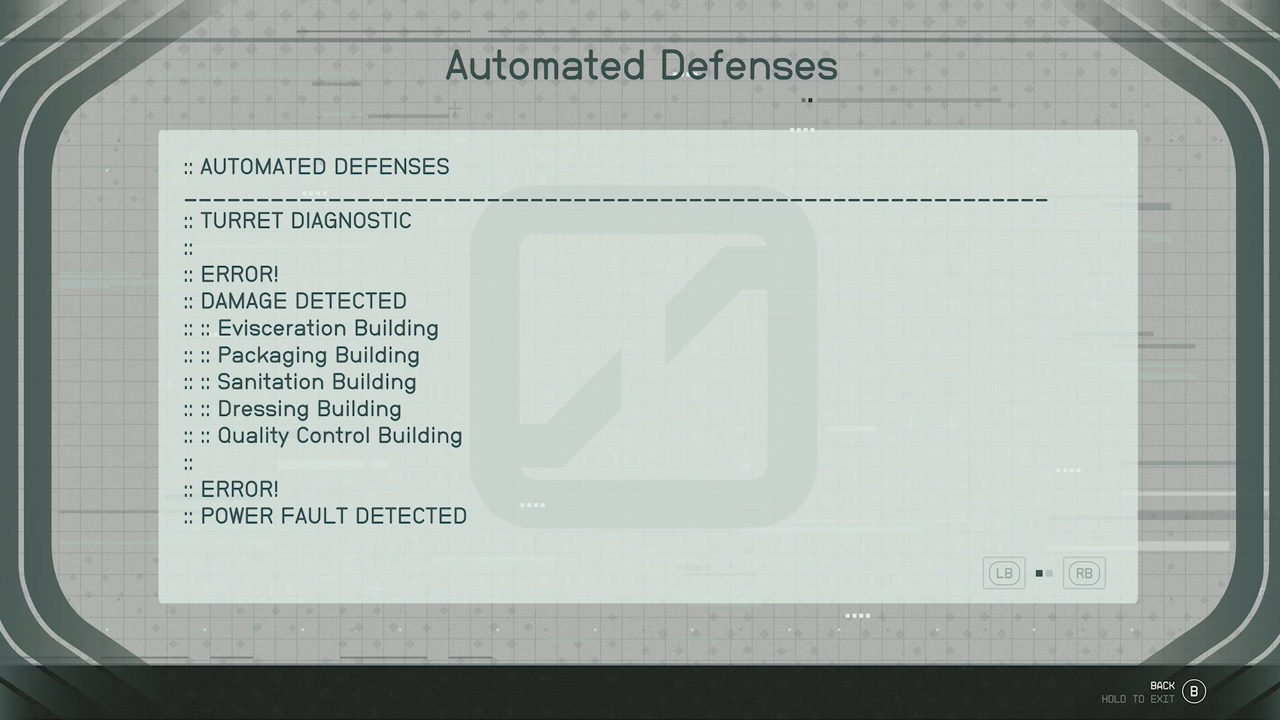 Automated Defenses
:: AUTOMATED DEFENSES
____________________________________________________________
:: TURRET DIAGNOSTIC
::
:: ERROR!
:: DAMAGE DETECTED
:: :: Evisceration Building
:: :: Packaging Building
:: :: Sanitation Building
:: :: Dressing Building
:: :: Quality Control Building
::
:: ERROR!
:: POWER FAULT DETECTED
LB RB
BACK B
HOLD TO EXIT